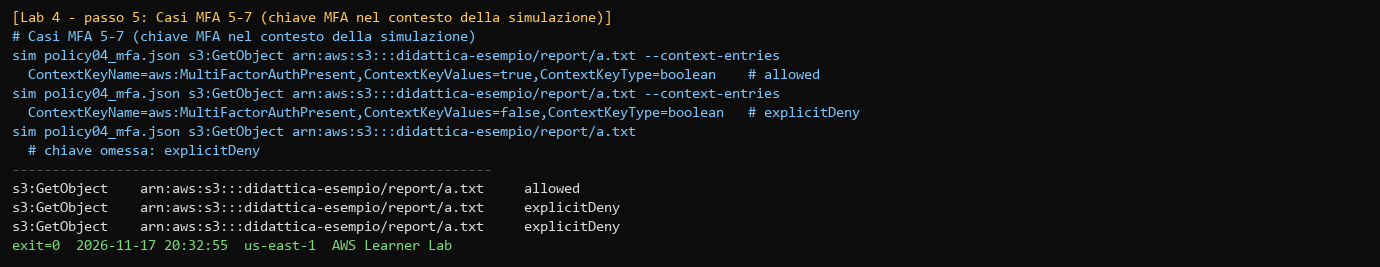 [Lab 4 - passo 5: Casi MFA 5-7 (chiave MFA nel contesto della simulazione)]
# Casi MFA 5-7 (chiave MFA nel contesto della simulazione)
sim policy04_mfa.json s3:GetObject arn:aws:s3:::didattica-esempio/report/a.txt --context-entries
  ContextKeyName=aws:MultiFactorAuthPresent,ContextKeyValues=true,ContextKeyType=boolean    # allowed
sim policy04_mfa.json s3:GetObject arn:aws:s3:::didattica-esempio/report/a.txt --context-entries
  ContextKeyName=aws:MultiFactorAuthPresent,ContextKeyValues=false,ContextKeyType=boolean   # explicitDeny
sim policy04_mfa.json s3:GetObject arn:aws:s3:::didattica-esempio/report/a.txt
  # chiave omessa: explicitDeny
------------------------------------------------------------
s3:GetObject    arn:aws:s3:::didattica-esempio/report/a.txt     allowed
s3:GetObject    arn:aws:s3:::didattica-esempio/report/a.txt     explicitDeny
s3:GetObject    arn:aws:s3:::didattica-esempio/report/a.txt     explicitDeny
exit=0  2026-11-17 20:32:55  us-east-1  AWS Learner Lab